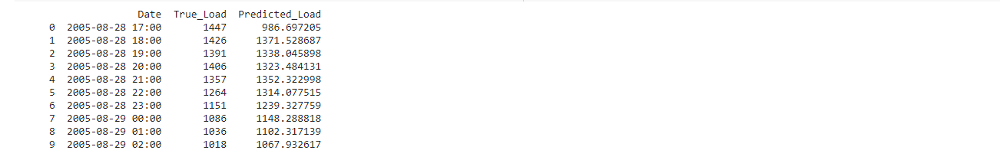 Date True_Load Predicted_Load
0 2005-08-28 17:00 1447 986.697205
1 2005-08-28 18:00 1426 1371.528687
2 2005-08-28 19:00 1391 1338.045898
3 2005-08-28 20:00 1406 1323.484131
4 2005-08-28 21:00 1357 1352.322998
5 2005-08-28 22:00 1264 1314.077515
6 2005-08-28 23:00 1151 1239.327759
7 2005-08-29 00:00 1086 1148.288818
8 2005-08-29 01:00 1036 1102.317139
9 2005-08-29 02:00 1018 1067.932617